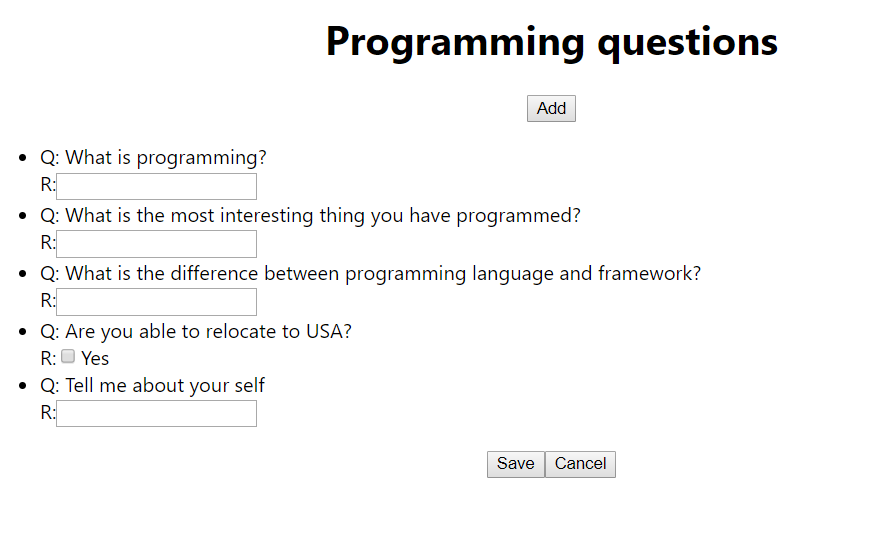 Programming questions
Add
Q: What is programming?
R:
Q: What is the most interesting thing you have programmed?
R:
Q: What is the difference between programming language and framework?
R:
Q: Are you able to relocate to USA?
R: Yes
Q: Tell me about your self
R:
Save Cancel